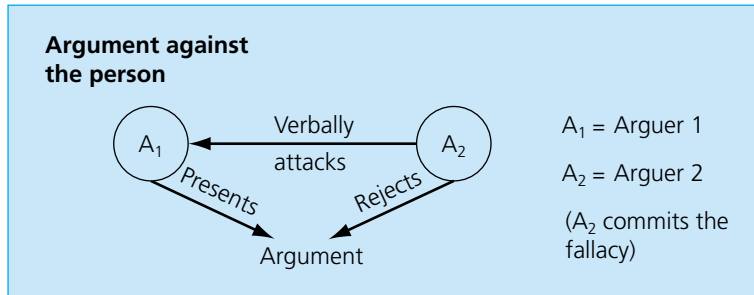 Argument against
the person
Verbally
attacks
A₁
A₂
Presents
Rejects
Argument
A₁ = Arguer 1
A₂ = Arguer 2
(A₂ commits the
fallacy)